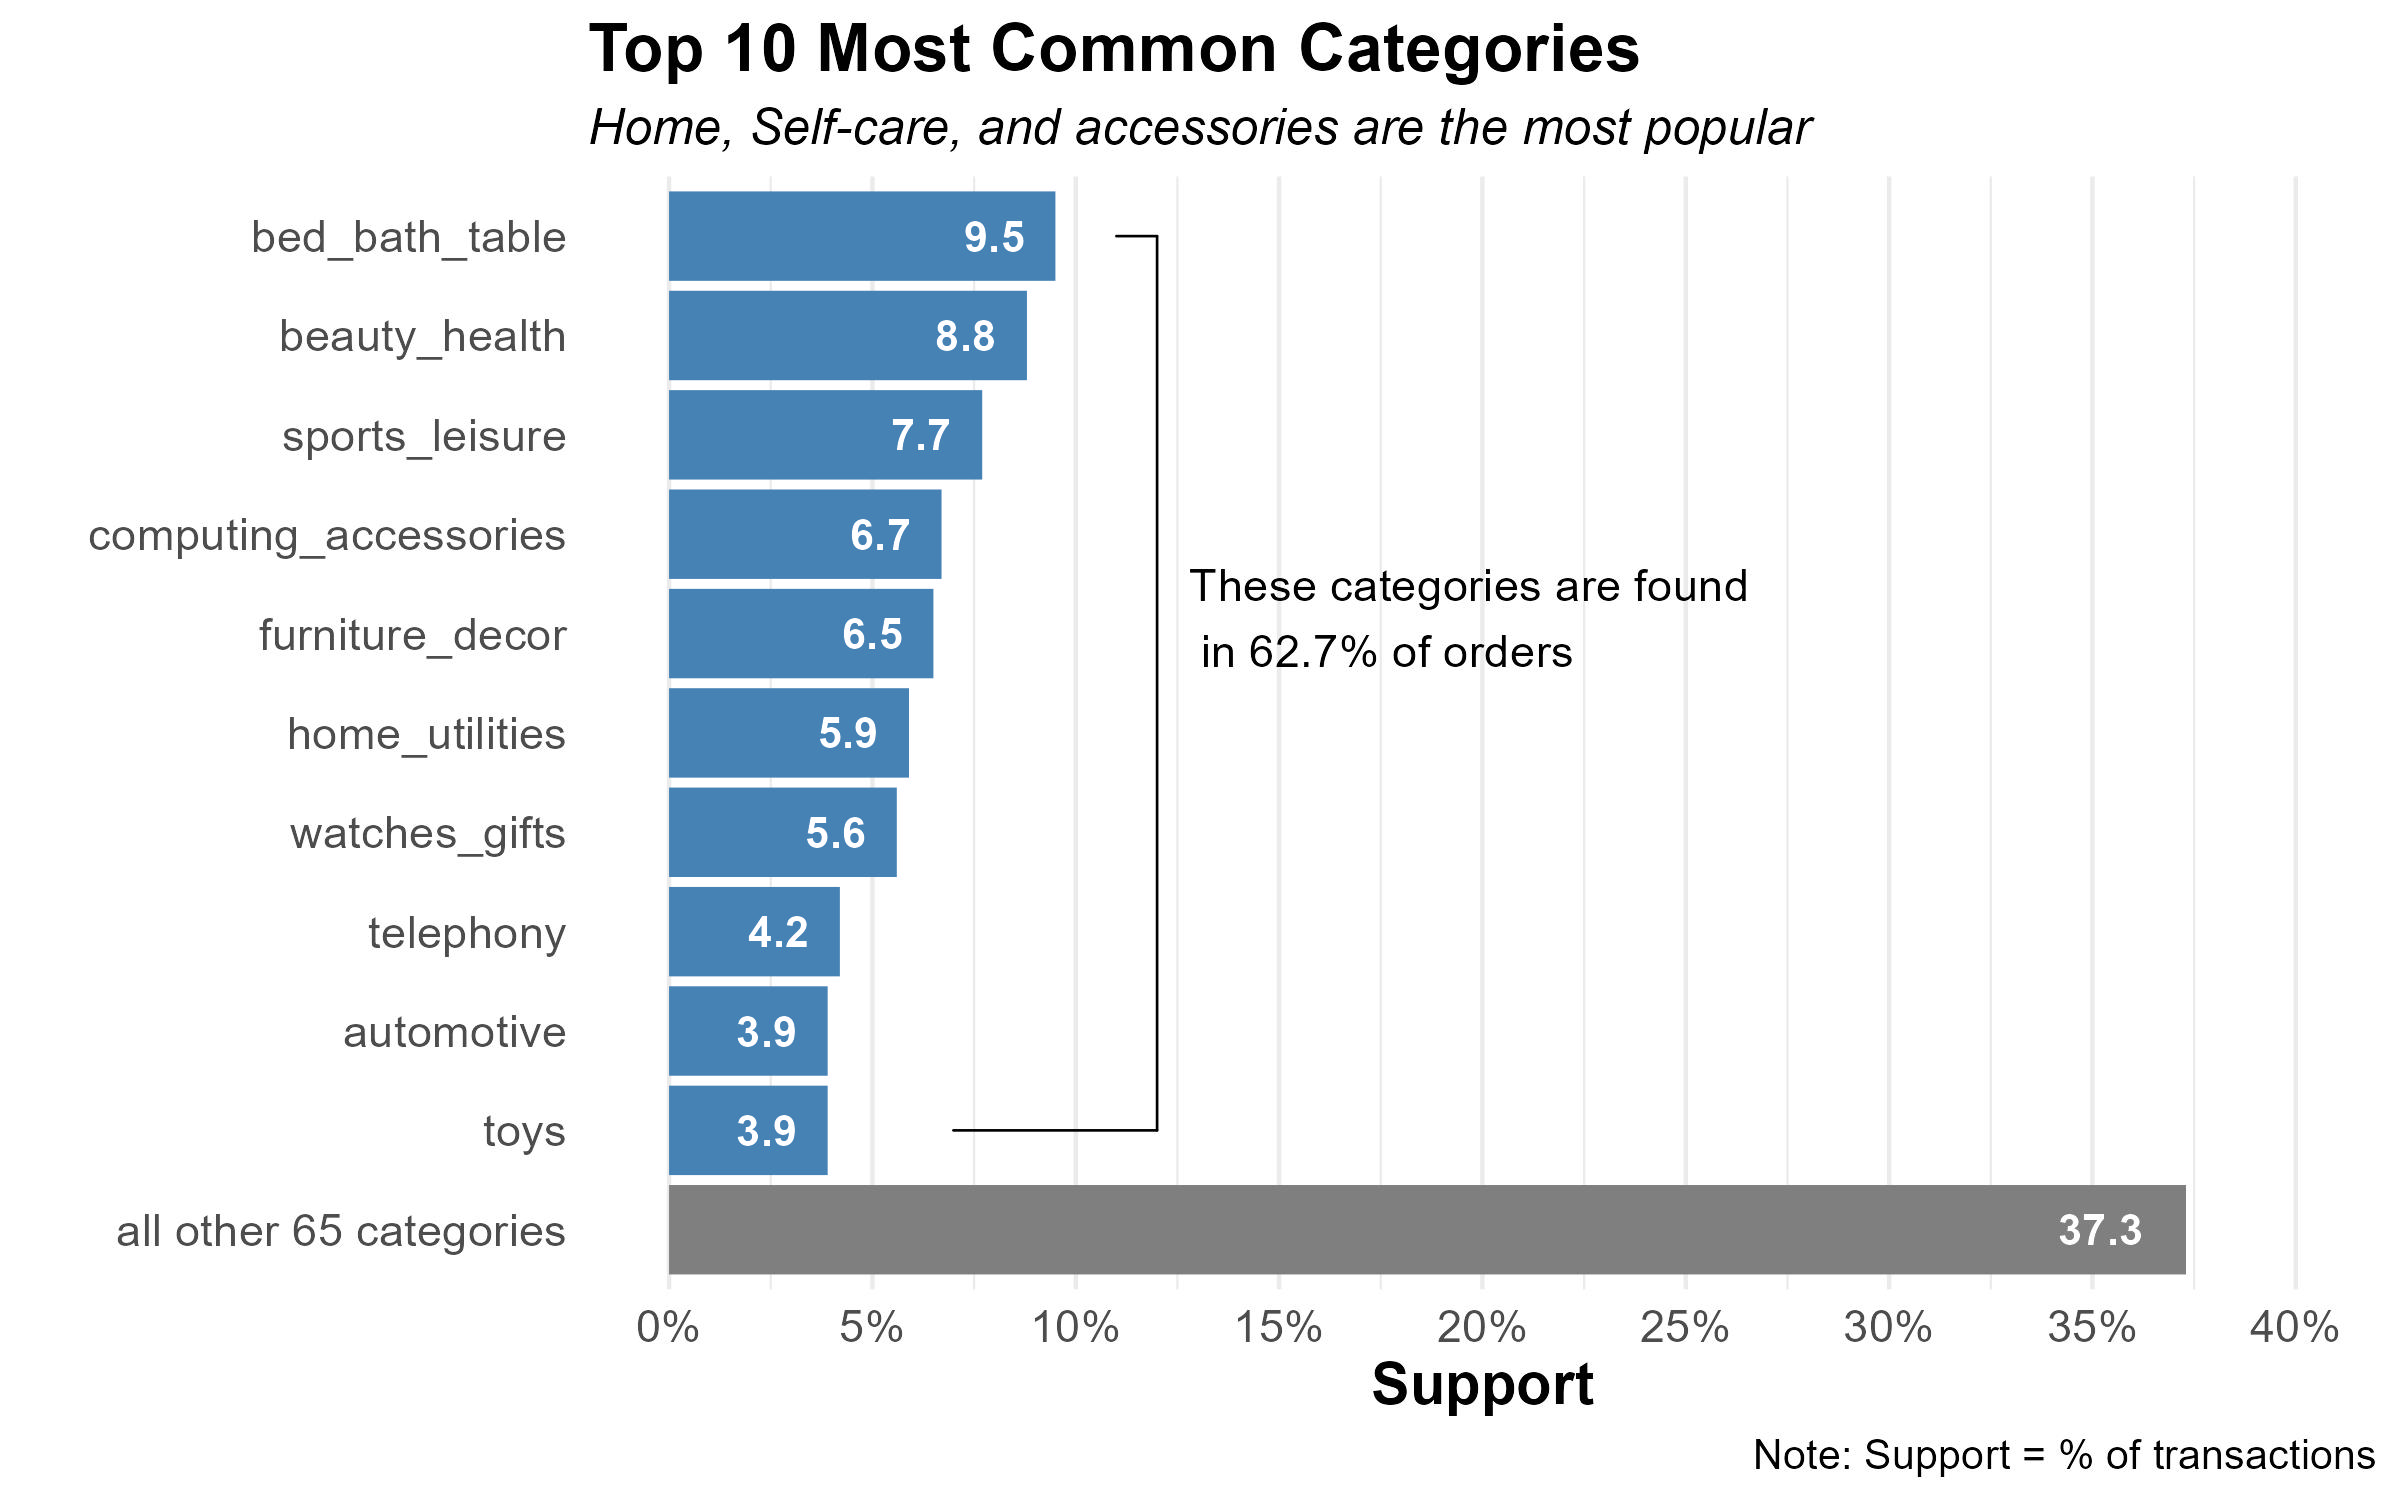 Top 10 Most Common Categories
Home, Self-care, and accessories are the most popular
bed_bath_table 9.5
beauty_health 8.8
sports_leisure 7.7
computing_accessories 6.7
These categories are found
in 62.7% of orders
furniture_decor 6.5
home_utilities 5.9
watches_gifts 5.6
telephony 4.2
automotive 3.9
toys 3.9
all other 65 categories 37.3
0% 5% 10% 15% 20% 25% 30% 35% 40%
Support
Note: Support = % of transactions